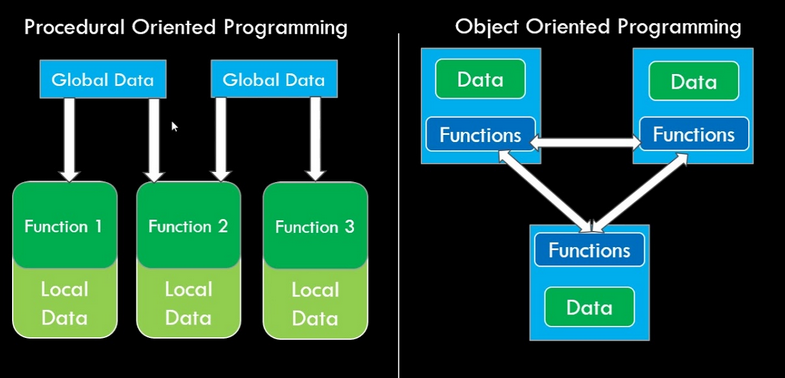 Procedural Oriented Programming
Global Data
Global Data
Function 1
Function 2
Function 3
Local
Data
Local
Data
Local
Data
Object Oriented Programming
Data
Functions
Data
Functions
Functions
Data